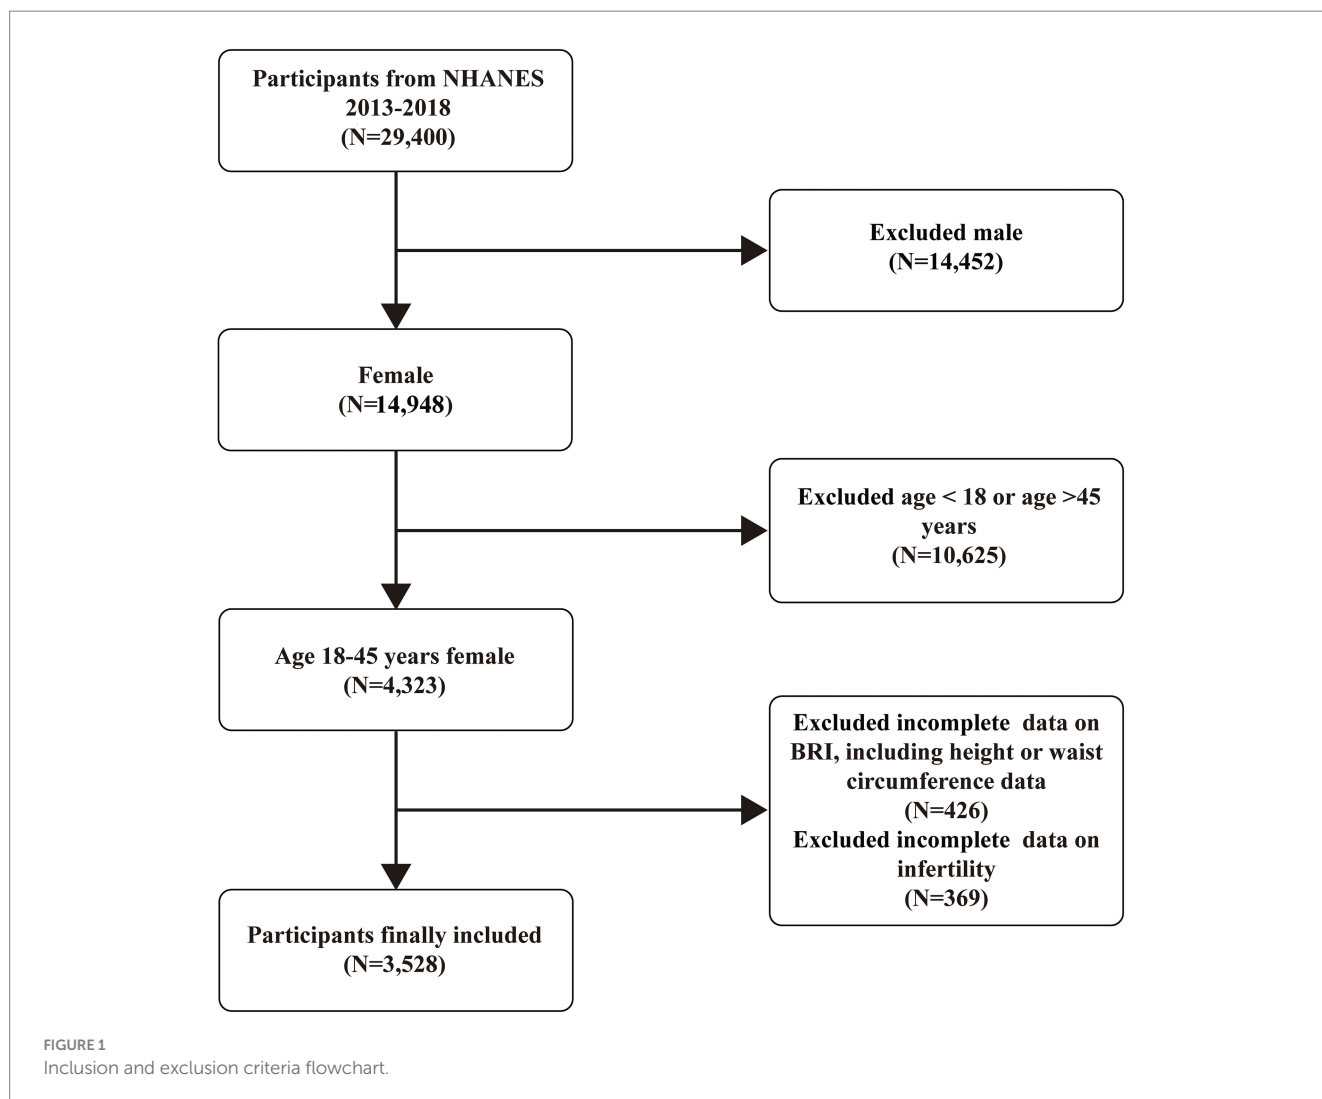 Participants from NHANES
2013-2018
(N=29,400)
Excluded male
(N=14,452)
Female
(N=14,948)
Excluded age < 18 or age >45
years
(N=10,625)
Age 18-45 years female
(N=4,323)
Excluded incomplete data on
BRI, including height or waist
circumference data
(N=426)
Excluded incomplete data on
infertility
(N=369)
Participants finally included
(N=3,528)
FIGURE 1
Inclusion and exclusion criteria flowchart.